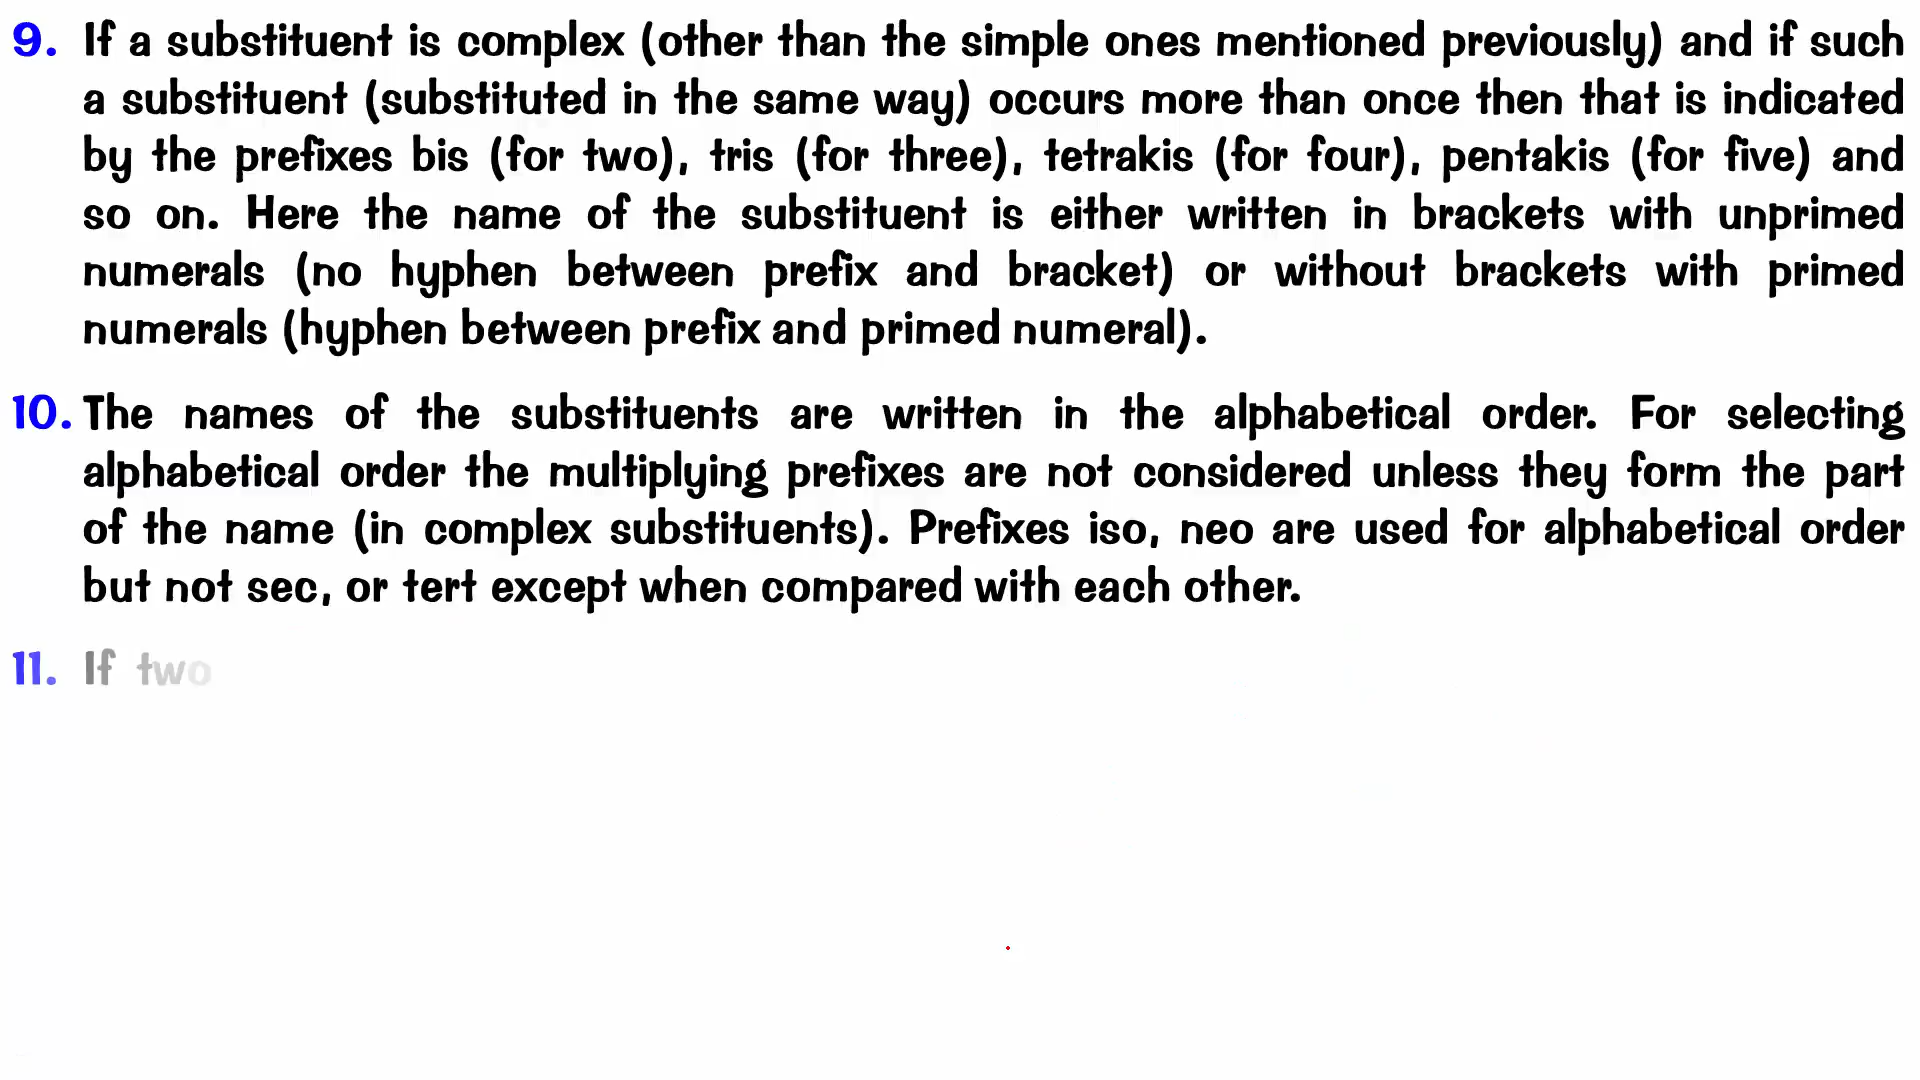 9. If a substituent is complex (other than the simple ones mentioned previously) and if such
a substituent (substituted in the same way) occurs more than once then that is indicated
by the prefixes bis (for two), tris (for three), tetrakis (for four), pentakis (for five) and
so on. Here the name of the substituent is either written in brackets with unprimed
numerals (no hyphen between prefix and bracket) or without brackets with primed
numerals (hyphen between prefix and primed numeral).
10. The names of the substituents are written in the alphabetical order. For selecting
alphabetical order the multiplying prefixes are not considered unless they form the part
of the name (in complex substituents). Prefixes iso, neo are used for alphabetical order
but not sec, or tert except when compared with each other.
11. If two